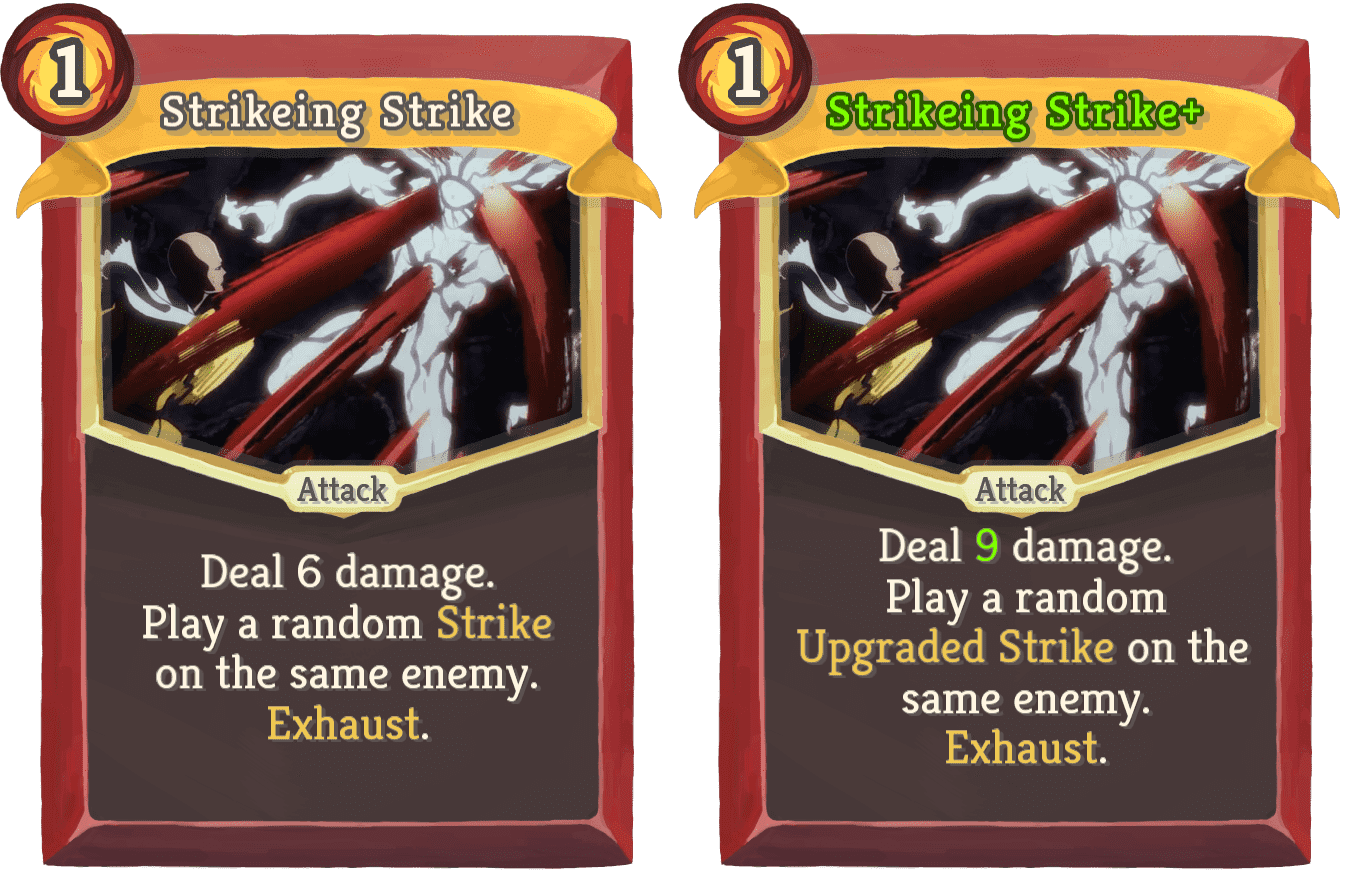 1
Strikeing Strike
Attack
Deal 6 damage.
Play a random Strike
on the same enemy.
Exhaust.
1
Strikeing Strike+
Attack
Deal 9 damage.
Play a random
Upgraded Strike on the
same enemy.
Exhaust.